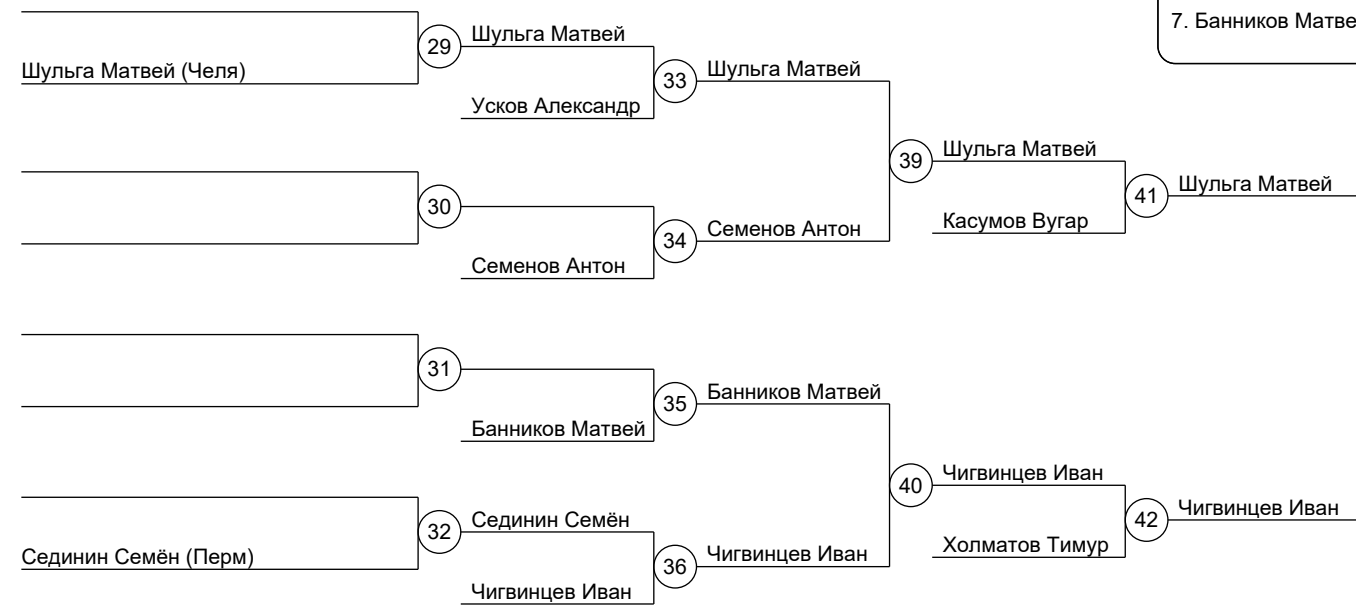 7. Банников Матве
29
Шульга Матвей
Шульга Матвей (Челя)
33
Шульга Матвей
Усков Александр
39
Шульга Матвей
41
Шульга Матвей
30
34
Семенов Антон
Касумов Вугар
Семенов Антон
31
35
Банников Матвей
Банников Матвей
40
Чигвинцев Иван
42
Чигвинцев Иван
32
Сединин Семён
Сединин Семён (Перм)
36
Чигвинцев Иван
Холматов Тимур
Чигвинцев Иван